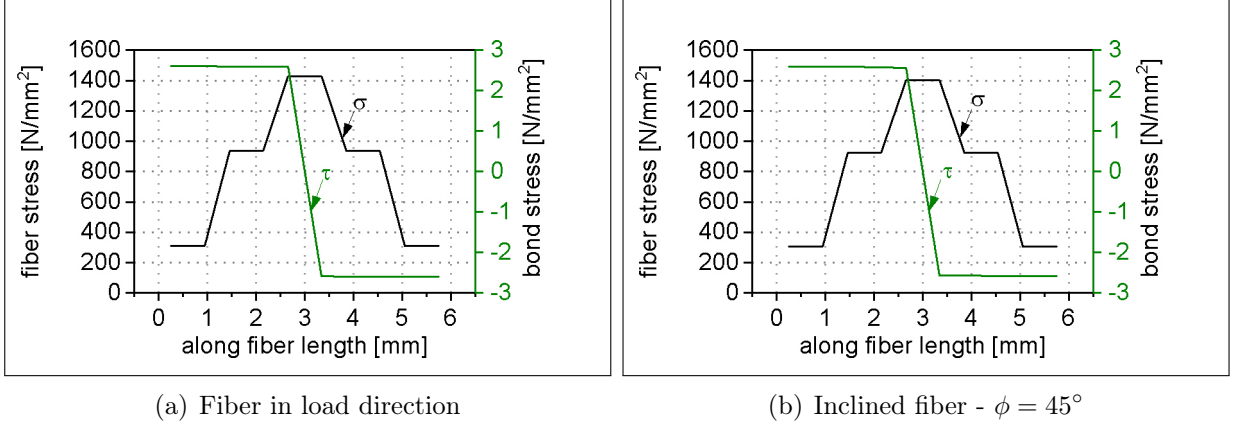 1600
1400
1200
1000
800
600
400
200
0
fiber stress [N/mm²]
3
2
1
0
-1
-2
-3
bond stress [N/mm²]
σ
τ
0 1 2 3 4 5 6
along fiber length [mm]
(a) Fiber in load direction
1600
1400
1200
1000
800
600
400
200
0
fiber stress [N/mm²]
3
2
1
0
-1
-2
-3
bond stress [N/mm²]
σ
τ
0 1 2 3 4 5 6
along fiber length [mm]
(b) Inclined fiber - ϕ = 45°